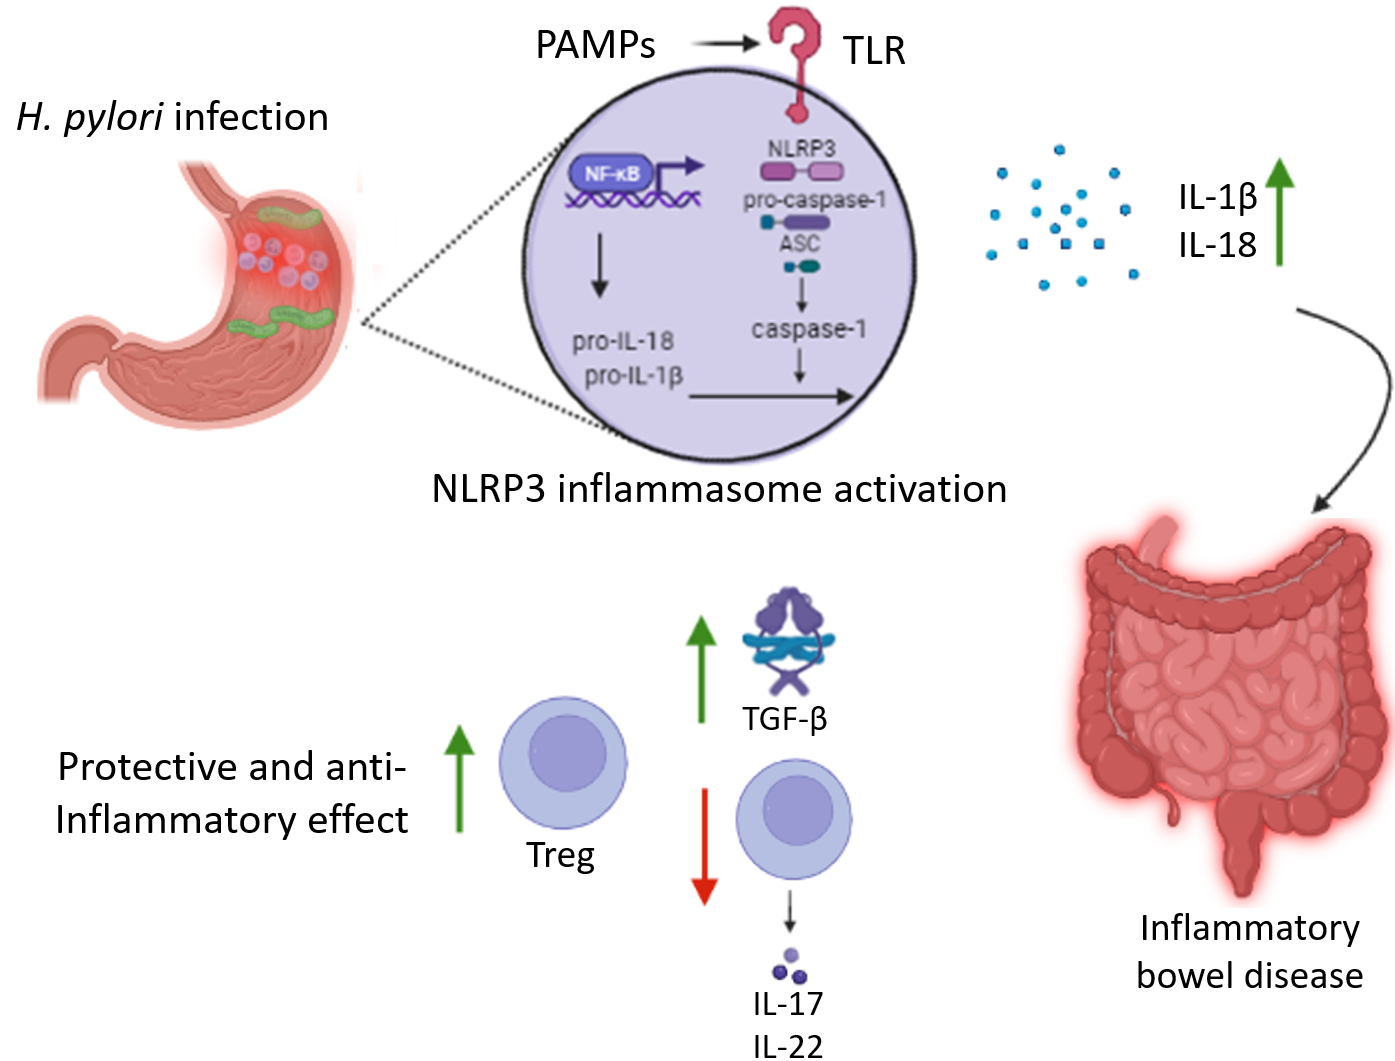 PAMPs
TLR
H. pylori infection
NF-κB
NLRP3
pro-caspase-1
ASC
caspase-1
pro-IL-18
pro-IL-1β
IL-1β
IL-18
NLRP3 inflammasome activation
TGF-β
Protective and anti-
Inflammatory effect
Treg
IL-17
IL-22
Inflammatory
bowel disease